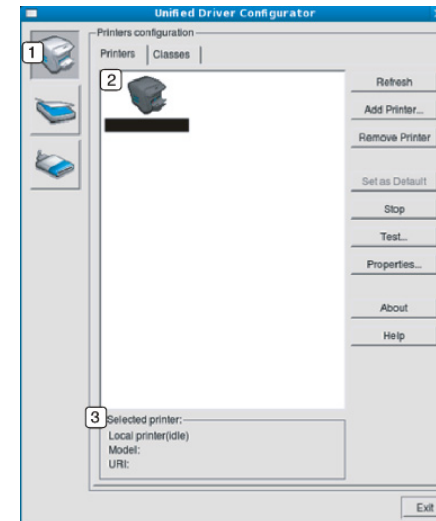 Unified Driver Configurator
1
Printers configuration
Printers Classes
2
Refresh
Add Printer...
Remove Printer
Set as Default
Stop
Test...
Properties...
About
Help
3
Selected printer:
Local printer(idle)
Model:
URI:
Exit